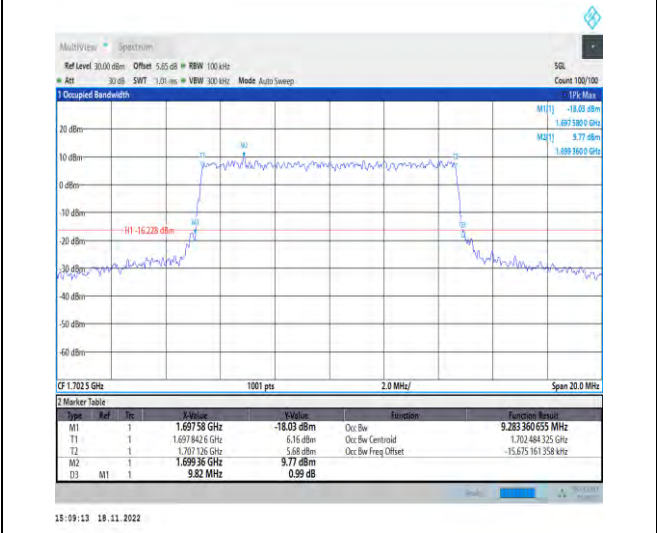 MultiView Spectrum
Ref Level 30.00 dBm Offset 5.65 dB RBW 100 kHz SGL
Att 30 dB SWT 1.01 ms VBW 300 kHz Mode Auto Sweep Count 100/100
1 Occupied Bandwidth 1Pk Max
M1[1] -18.03 dBm
1.697 580 0 GHz
M2[1] 9.77 dBm
1.699 360 0 GHz
20 dBm
10 dBm
T1 M2 T2
0 dBm
-10 dBm
H1 -16.228 dBm
-20 dBm
-30 dBm
-40 dBm
-50 dBm
-60 dBm
CF 1.702 5 GHz 1001 pts 2.0 MHz/ Span 20.0 MHz
2 Marker Table
Type Ref Trc X-Value Y-Value Function Function Result
M1 1 1.697 58 GHz -18.03 dBm Occ Bw 9.283 360 655 MHz
T1 1 1.697 842 6 GHz 6.16 dBm Occ Bw Centroid 1.702 484 325 GHz
T2 1 1.707 126 GHz 5.68 dBm Occ Bw Freq Offset -15.675 161 358 kHz
M2 1 1.699 36 GHz 9.77 dBm
D3 M1 1 9.82 MHz 0.99 dB
15:09:13 18.11.2022